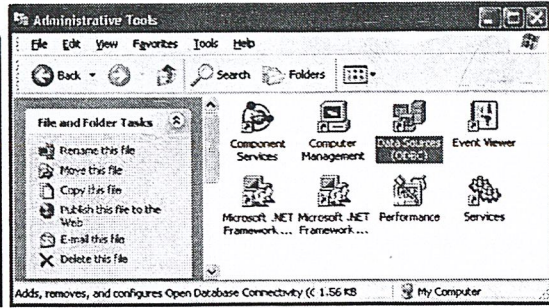 Administrative Tools
File Edit View Favorites Tools Help
Back Search Folders
File and Folder Tasks
Rename this file
Move this file
Copy this file
Publish this file to the
Web
E-mail this file
Delete this file
Component
Services
Computer
Management
Data Sources
(ODBC)
Event Viewer
Microsoft .NET
Framework ...
Microsoft .NET
Framework ...
Performance
Services
Adds, removes, and configures Open Database Connectivity (( 1.56 KB My Computer